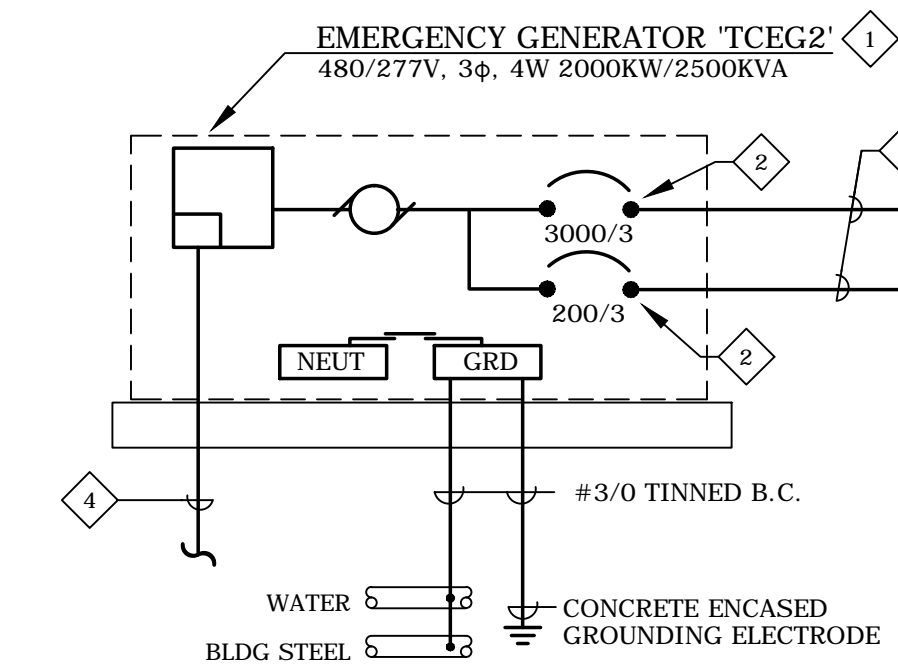 EMERGENCY GENERATOR 'TCEG2'
1
480/277V, 3ϕ, 4W 2000KW/2500KVA
2
3000/3
200/3
2
NEUT
GRD
4
#3/0 TINNED B.C.
WATER
CONCRETE ENCASED
GROUNDING ELECTRODE
BLDG STEEL